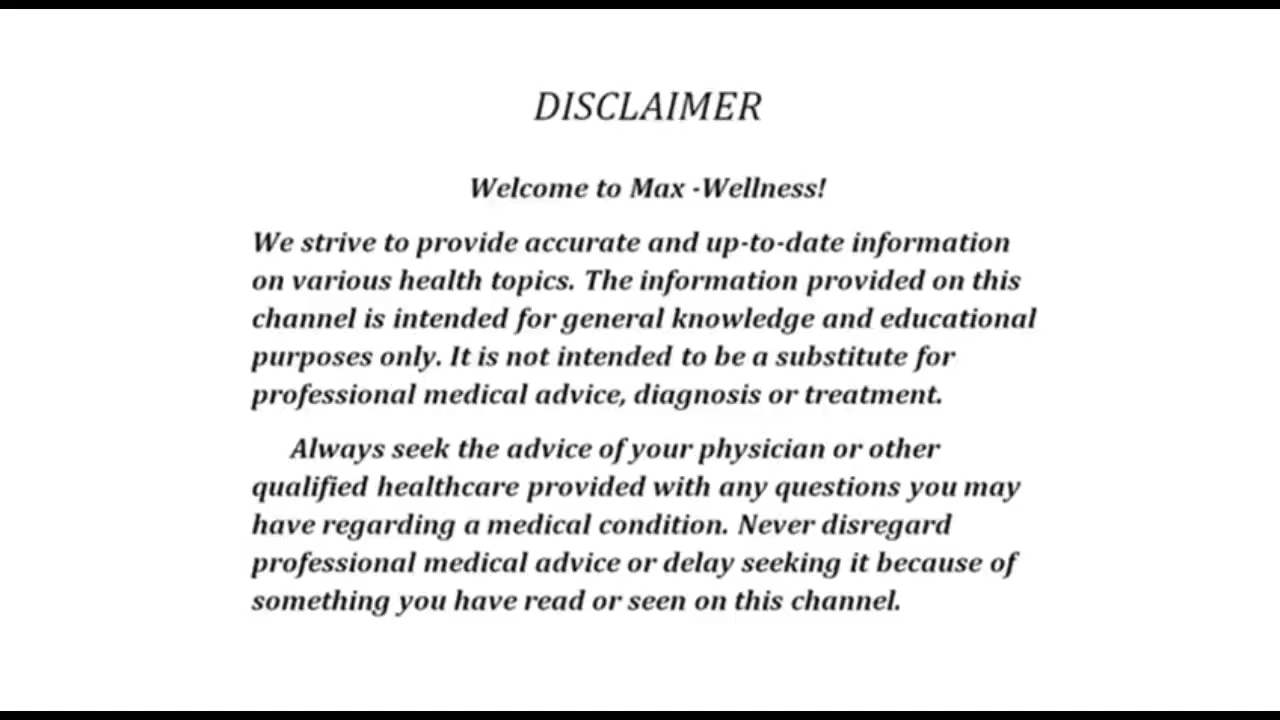 DISCLAIMER
Welcome to Max -Wellness!
We strive to provide accurate and up-to-date information
on various health topics. The information provided on this
channel is intended for general knowledge and educational
purposes only. It is not intended to be a substitute for
professional medical advice, diagnosis or treatment.
Always seek the advice of your physician or other
qualified healthcare provided with any questions you may
have regarding a medical condition. Never disregard
professional medical advice or delay seeking it because of
something you have read or seen on this channel.